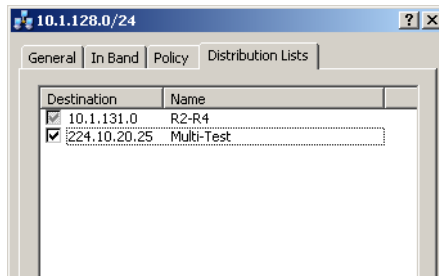 10.1.128.0/24
General In Band Policy Distribution Lists
Destination Name
10.1.131.0 R2-R4
224.10.20.25 Multi-Test